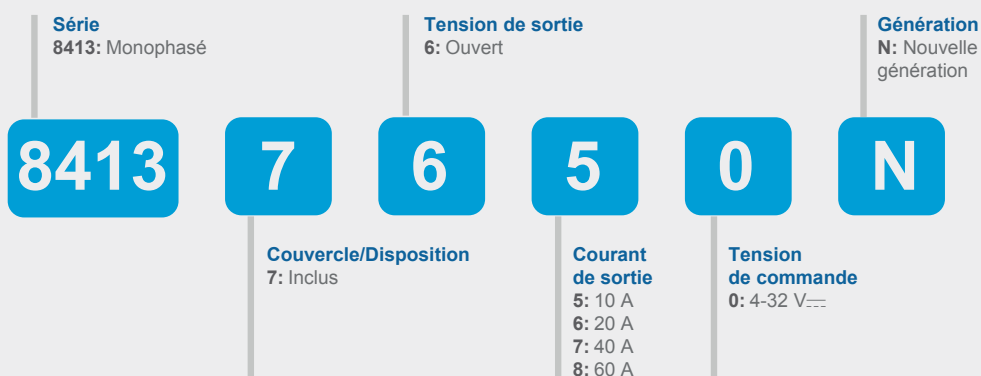 Série
8413: Monophasé
Tension de sortie
6: Ouvert
Génération
N: Nouvelle
génération
8413 7 6 5 0 N
Couvercle/Disposition
7: Inclus
Courant
de sortie
5: 10 A
6: 20 A
7: 40 A
8: 60 A
Tension
de commande
0: 4-32 V⎓